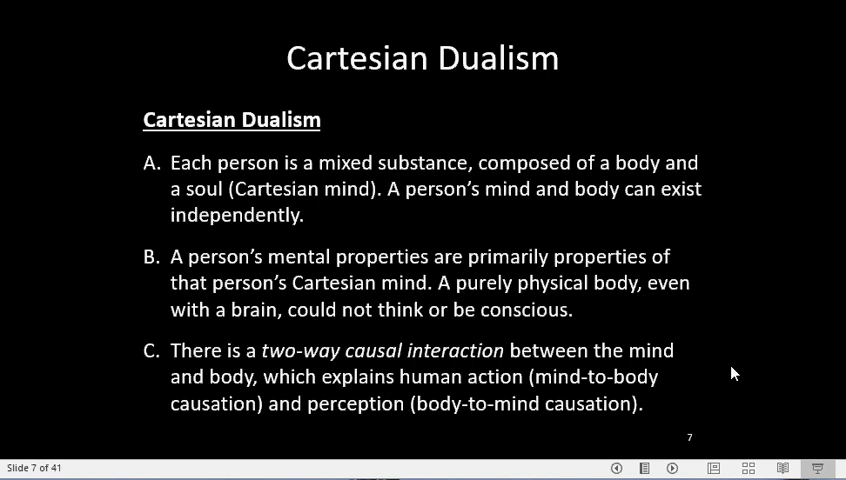 Cartesian Dualism
Cartesian Dualism
A. Each person is a mixed substance, composed of a body and
a soul (Cartesian mind). A person's mind and body can exist
independently.
B. A person's mental properties are primarily properties of
that person's Cartesian mind. A purely physical body, even
with a brain, could not think or be conscious.
C. There is a two-way causal interaction between the mind
and body, which explains human action (mind-to-body
causation) and perception (body-to-mind causation).
7
Slide 7 of 41